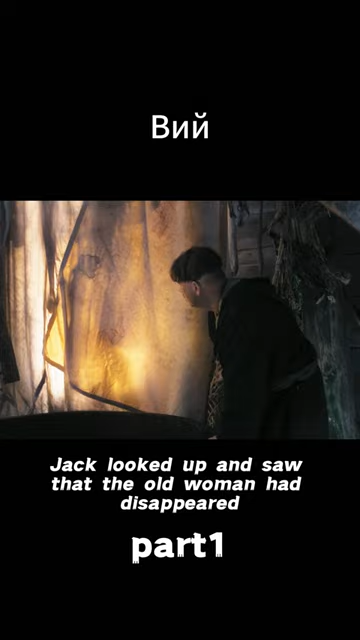 Вий
Jack looked up and saw
that the old woman had
disappeared
part1